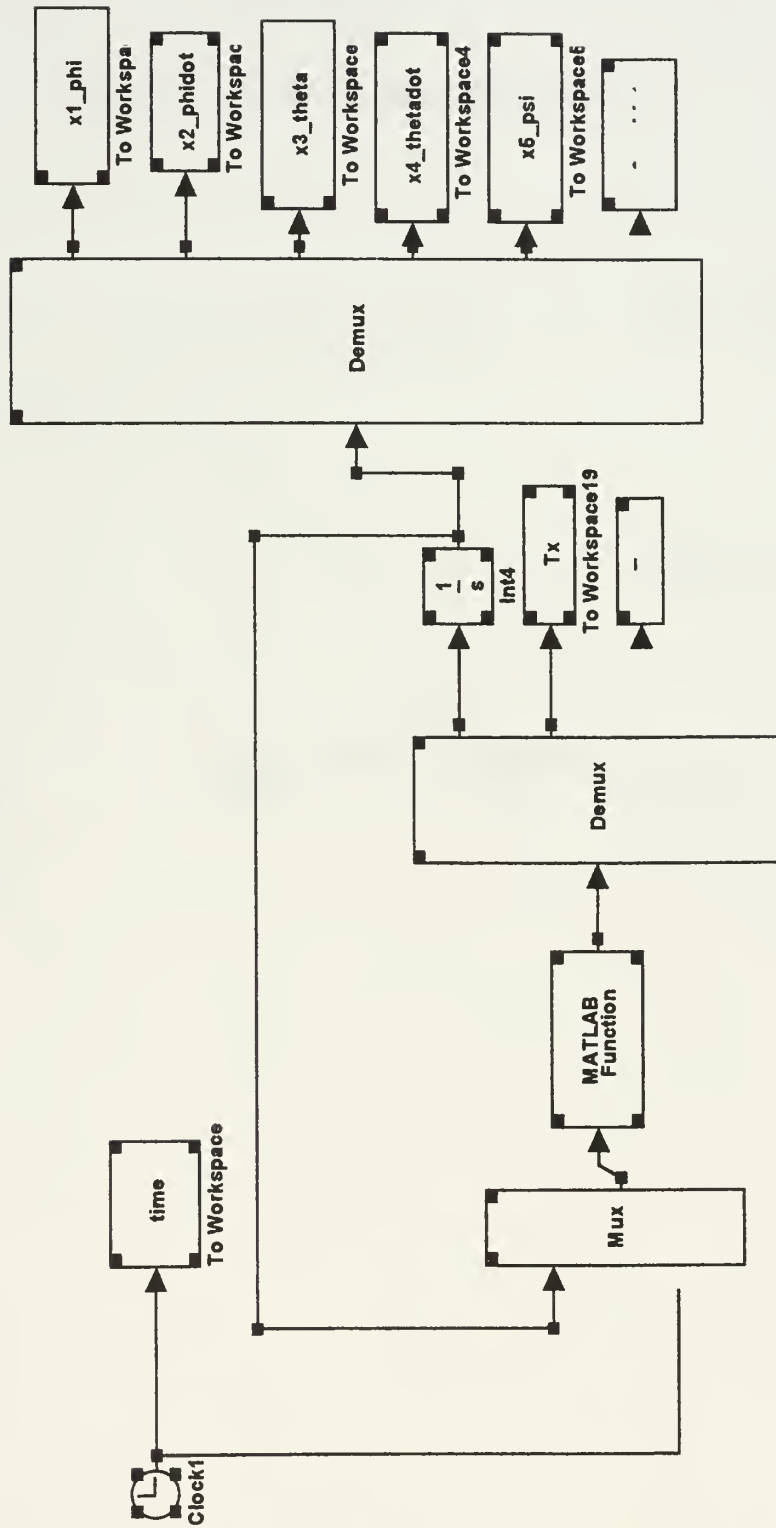 Clock1
time
To Workspace
Mux
MATLAB
Function
Demux
1
s
Int4
Tx
To Workspace19
Demux
x1_phi
To Workspa
x2_phidot
To Workspac
x3_theta
To Workspace
x4_thetadot
To Workspace4
x5_psi
To Workspace5